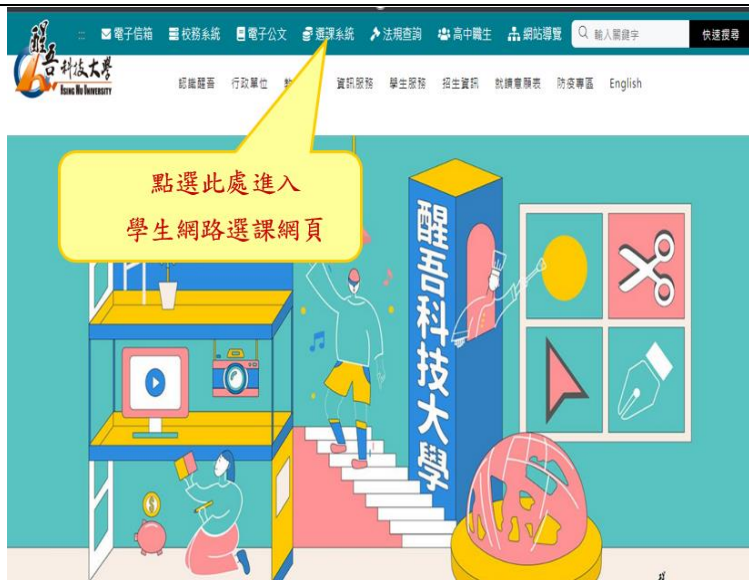 醒吾科技大學
HSING WU UNIVERSITY
::: 電子信箱 校務系統 電子公文 選課系統 法規查詢 高中職生 網站導覽 輸入關鍵字 快速搜尋
認識醒吾 行政單位 資訊服務 學生服務 招生資訊 就讀意願表 防疫專區 English
點選此處進入
學生網路選課網頁
醒吾科技大學